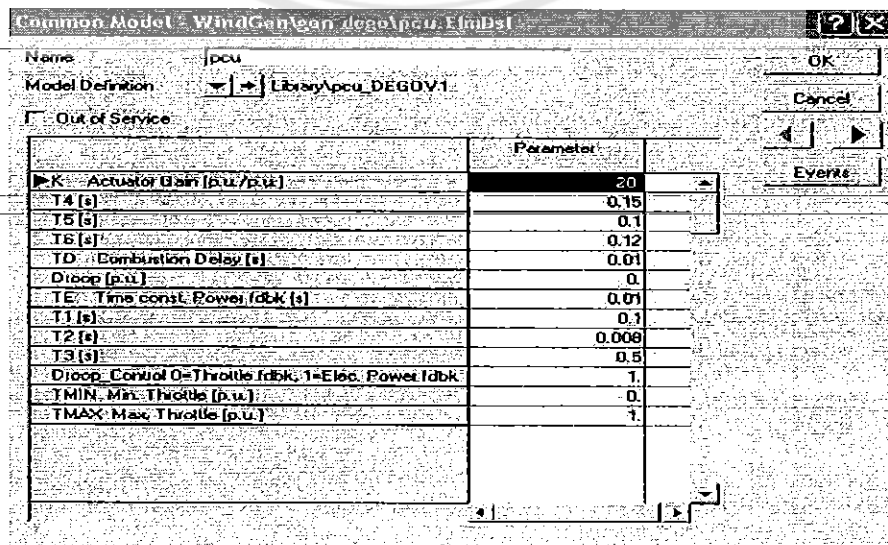 Common Model - WindGen\gen dego\pcu.ElmDsl
Name pcu
OK
Model Definition Library\pcu_DEGOV1
Cancel
Out of Service
Parameter
Events
K Actuator Gain [p.u./p.u.] 20
T4 [s] 0.15
T5 [s] 0.1
T6 [s] 0.12
TD Combustion Delay [s] 0.01
Droop [p.u.] 0.
TE Time const. Power fdbk [s] 0.01
T1 [s] 0.1
T2 [s] 0.008
T3 [s] 0.5
Droop_Control 0=Throttle fdbk, 1=Elec. Power fdbk 1.
TMIN Min. Throttle [p.u.] 0.
TMAX Max. Throttle [p.u.] 1.